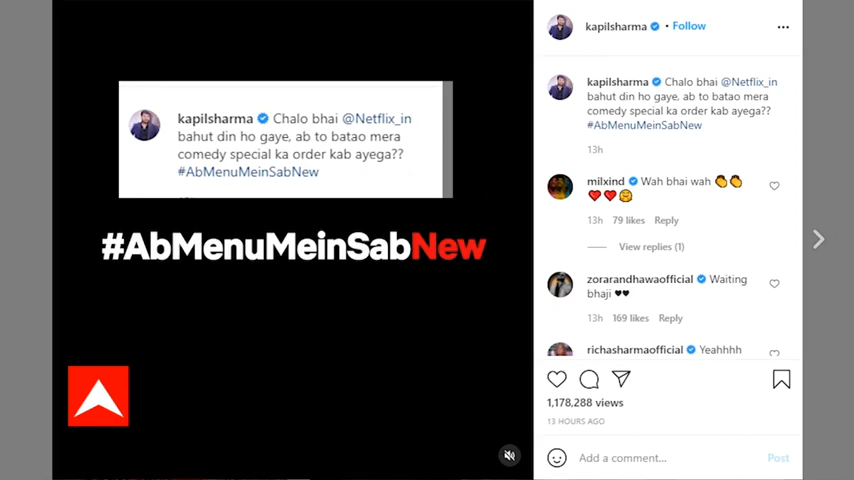 kapilsharma Chalo bhai @Netflix_in
bahut din ho gaye, ab to batao mera
comedy special ka order kab ayega??
#AbMenuMeinSabNew
#AbMenuMeinSabNew
kapilsharma • Follow
kapilsharma Chalo bhai @Netflix_in
bahut din ho gaye, ab to batao mera
comedy special ka order kab ayega??
#AbMenuMeinSabNew
13h
milxind Wah bhai wah 👏👏
❤️❤️🤗
13h 79 likes Reply
View replies (1)
zorarandhawaofficial Waiting
bhaji ♥♥
13h 169 likes Reply
richasharmaofficial Yeahhhh
1,178,288 views
13 HOURS AGO
Add a comment... Post